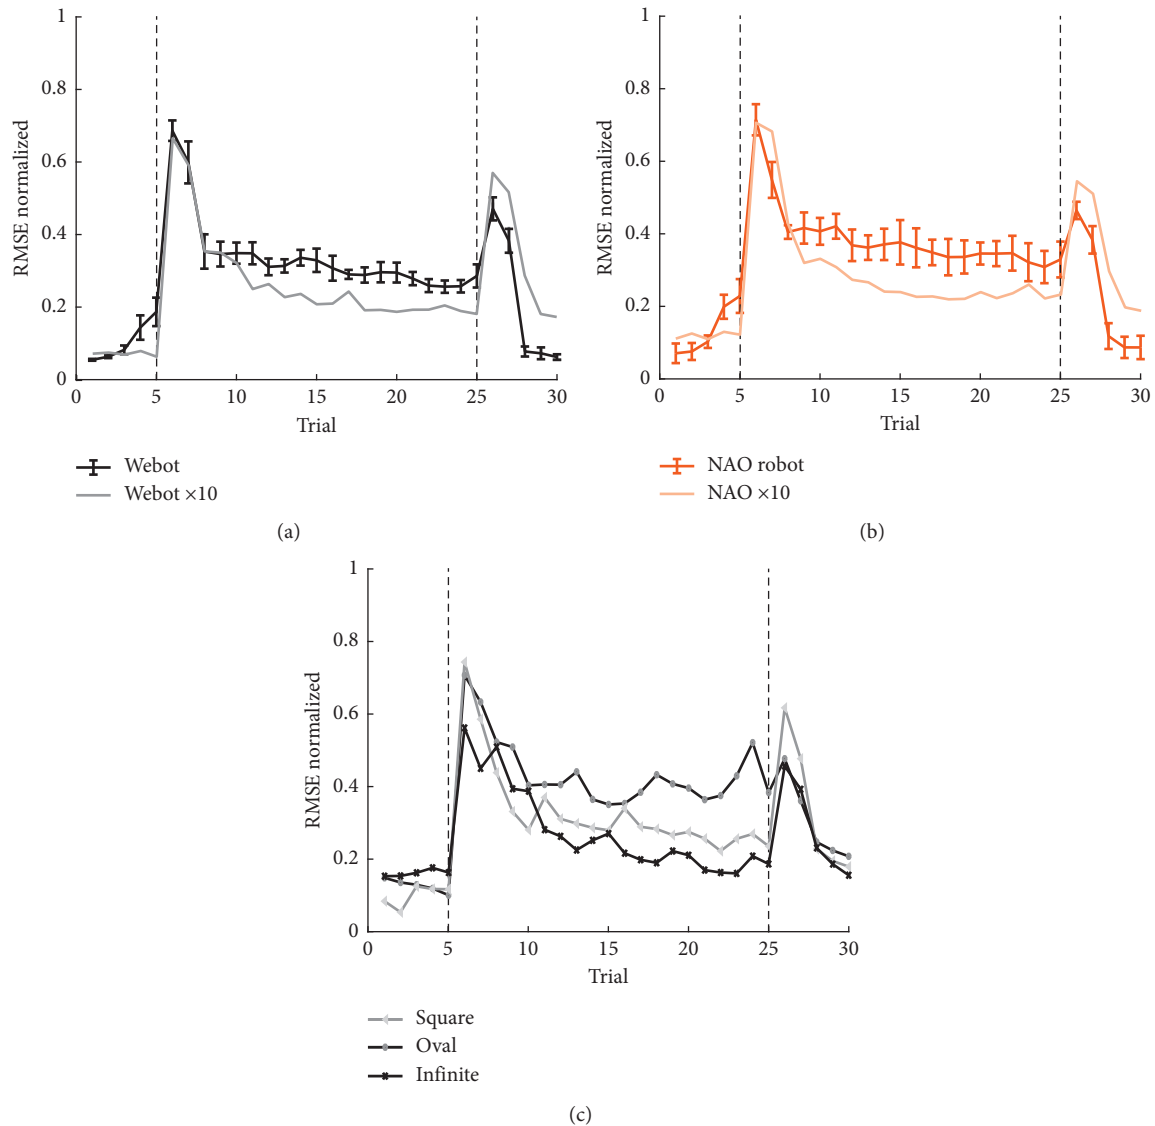 1
0.8
0.6
0.4
0.2
0
RMSE normalized
0 5 10 15 20 25 30
Trial
Webot
Webot ×10
(a)
1
0.8
0.6
0.4
0.2
0
RMSE normalized
0 5 10 15 20 25 30
Trial
NAO robot
NAO ×10
(b)
1
0.8
0.6
0.4
0.2
0
RMSE normalized
0 5 10 15 20 25 30
Trial
Square
Oval
Infinite
(c)